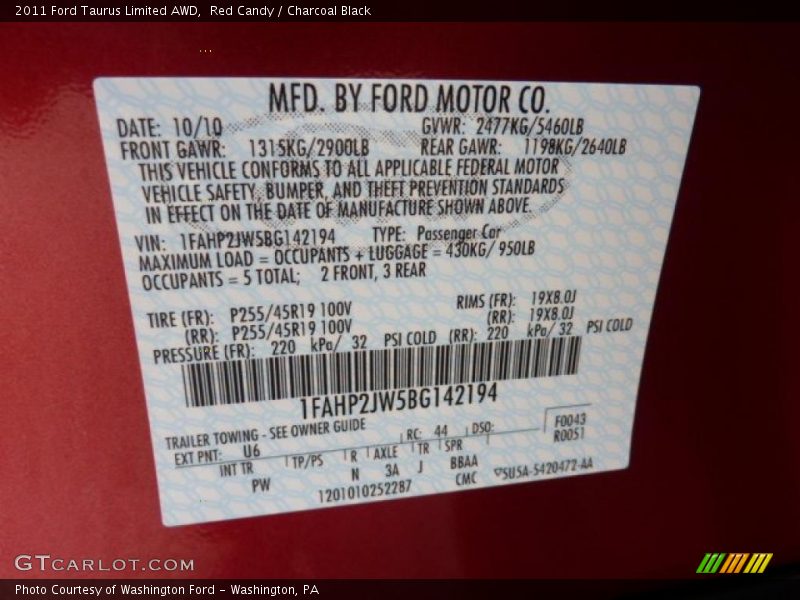 2011 Ford Taurus Limited AWD, Red Candy / Charcoal Black
MFD. BY FORD MOTOR CO.
DATE: 10/10 GVWR: 2477KG/5460LB
FRONT GAWR: 1315KG/2900LB REAR GAWR: 1198KG/2640LB
THIS VEHICLE CONFORMS TO ALL APPLICABLE FEDERAL MOTOR
VEHICLE SAFETY, BUMPER, AND THEFT PREVENTION STANDARDS
IN EFFECT ON THE DATE OF MANUFACTURE SHOWN ABOVE.
VIN: 1FAHP2JW5BG142194 TYPE: Passenger Car
MAXIMUM LOAD = OCCUPANTS + LUGGAGE = 430KG/ 950LB
OCCUPANTS = 5 TOTAL; 2 FRONT, 3 REAR
TIRE (FR): P255/45R19 100V RIMS (FR): 19X8.0J
(RR): P255/45R19 100V (RR): 19X8.0J
PRESSURE (FR): 220 kPa/ 32 PSI COLD (RR): 220 kPa/ 32 PSI COLD
1FAHP2JW5BG142194
TRAILER TOWING - SEE OWNER GUIDE
EXT PNT: U6 RC: 44 DSO: F0043
R0051
INT TR TP/PS R AXLE TR SPR
PW N 3A J BBAA
1201010252287 CMC 5U5A-5420472-AA
GTCARLOT.COM
Photo Courtesy of Washington Ford - Washington, PA